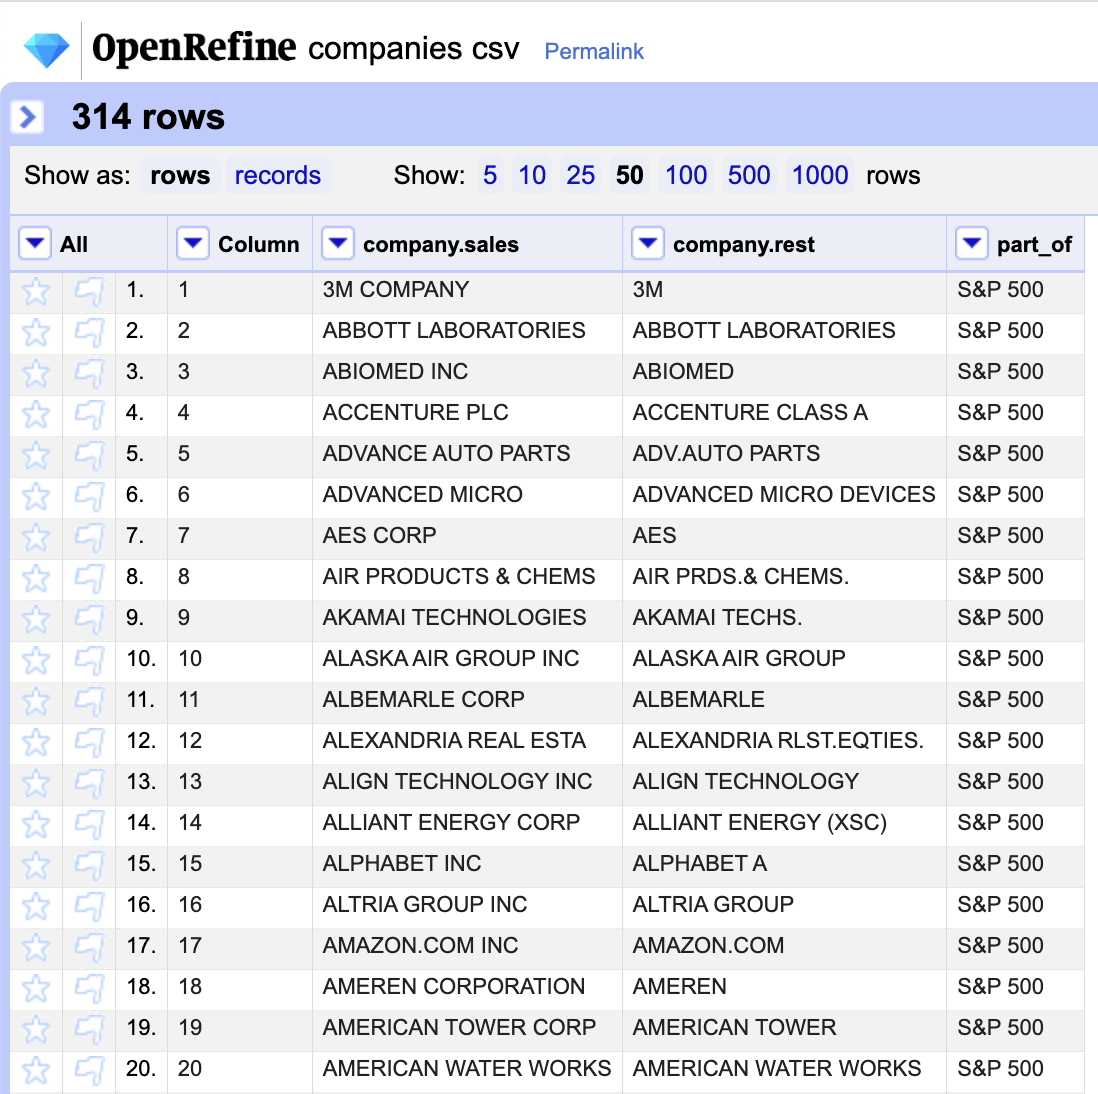 OpenRefine companies csv Permalink
314 rows
Show as: rows records Show: 5 10 25 50 100 500 1000 rows
All Column company.sales company.rest part_of
1. 1 3M COMPANY 3M S&P 500
2. 2 ABBOTT LABORATORIES ABBOTT LABORATORIES S&P 500
3. 3 ABIOMED INC ABIOMED S&P 500
4. 4 ACCENTURE PLC ACCENTURE CLASS A S&P 500
5. 5 ADVANCE AUTO PARTS ADV.AUTO PARTS S&P 500
6. 6 ADVANCED MICRO ADVANCED MICRO DEVICES S&P 500
7. 7 AES CORP AES S&P 500
8. 8 AIR PRODUCTS & CHEMS AIR PRDS.& CHEMS. S&P 500
9. 9 AKAMAI TECHNOLOGIES AKAMAI TECHS. S&P 500
10. 10 ALASKA AIR GROUP INC ALASKA AIR GROUP S&P 500
11. 11 ALBEMARLE CORP ALBEMARLE S&P 500
12. 12 ALEXANDRIA REAL ESTA ALEXANDRIA RLST.EQTIES. S&P 500
13. 13 ALIGN TECHNOLOGY INC ALIGN TECHNOLOGY S&P 500
14. 14 ALLIANT ENERGY CORP ALLIANT ENERGY (XSC) S&P 500
15. 15 ALPHABET INC ALPHABET A S&P 500
16. 16 ALTRIA GROUP INC ALTRIA GROUP S&P 500
17. 17 AMAZON.COM INC AMAZON.COM S&P 500
18. 18 AMEREN CORPORATION AMEREN S&P 500
19. 19 AMERICAN TOWER CORP AMERICAN TOWER S&P 500
20. 20 AMERICAN WATER WORKS AMERICAN WATER WORKS S&P 500